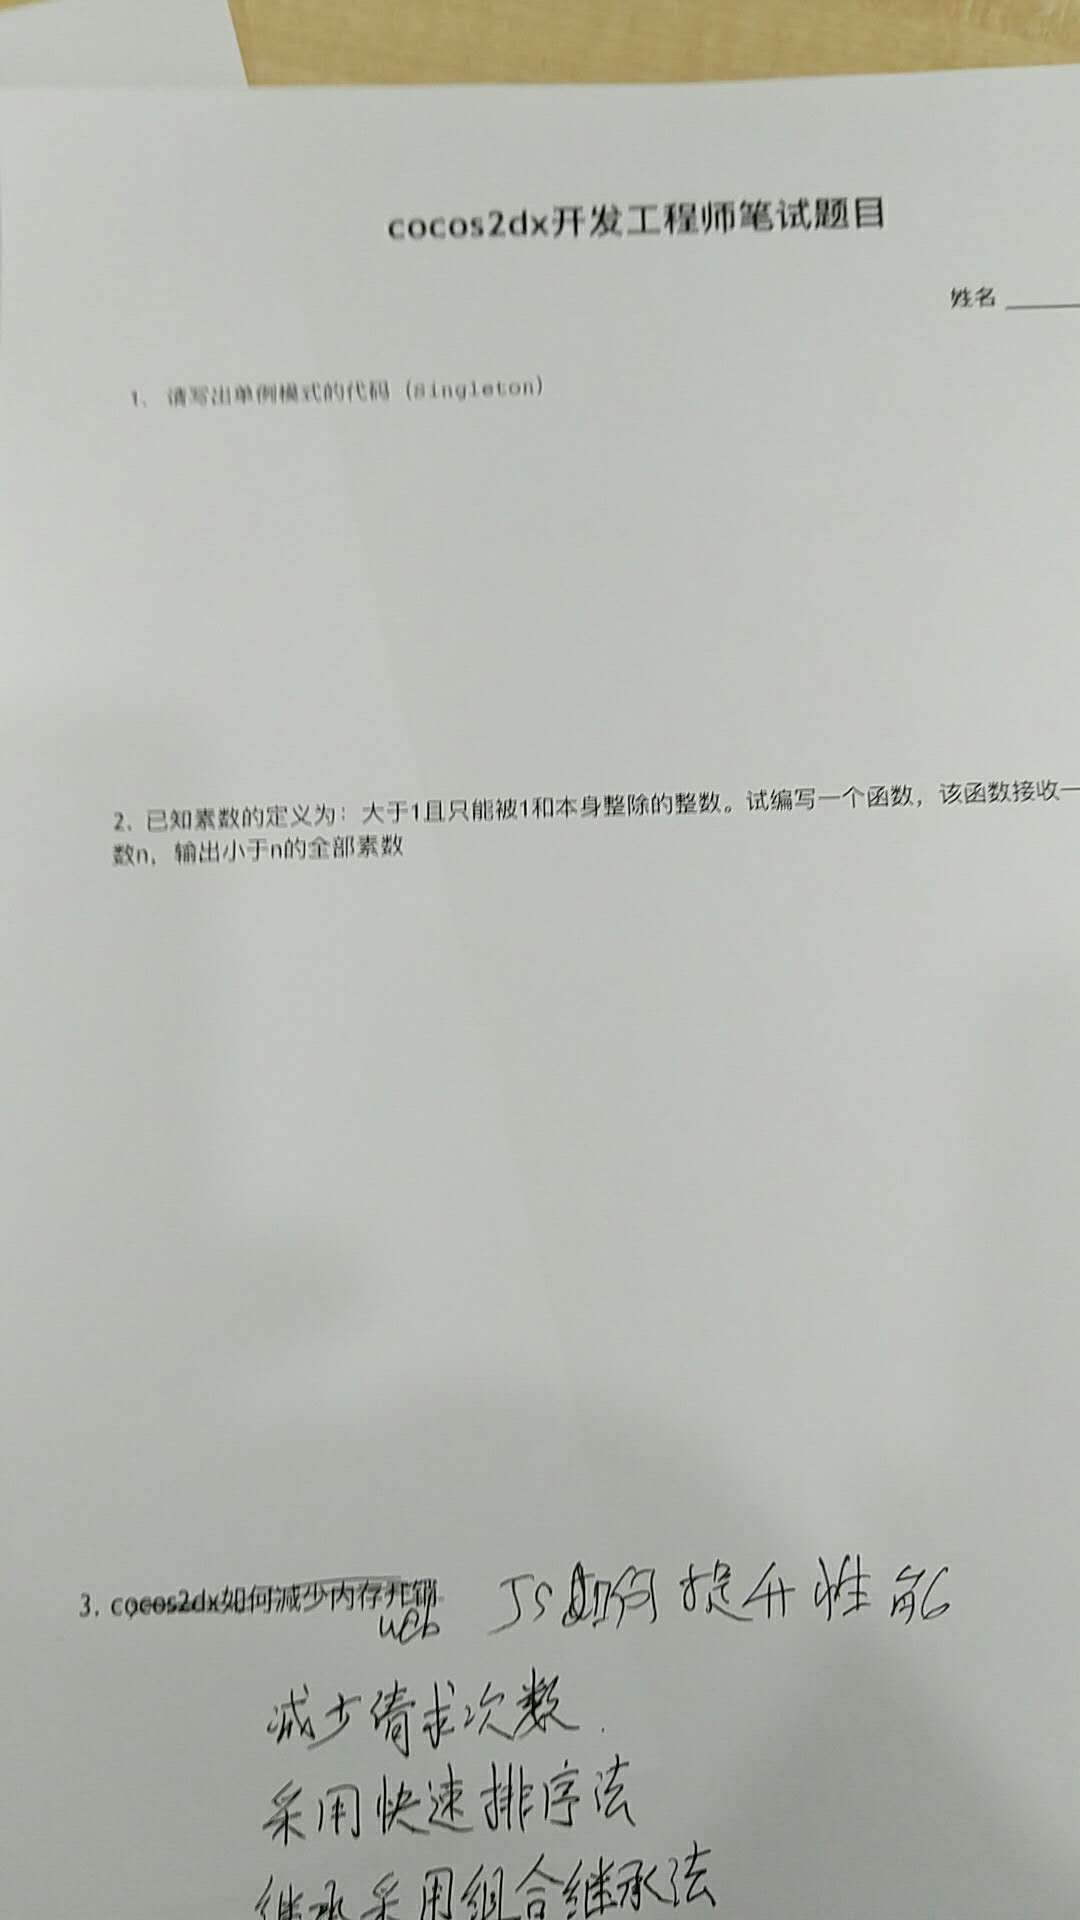 cocos2dx开发工程师笔试题目
姓名
1、 请写出单例模式的代码 (Singleton)
2、已知素数的定义为：大于1且只能被1和本身整除的整数。试编写一个函数，该函数接收一
数n，输出小于n的全部素数
3. cocos2dx如何减少内存开销 JS如何提升性能
web
减少请求次数.
采用快速排序法
继承采用组合继承法